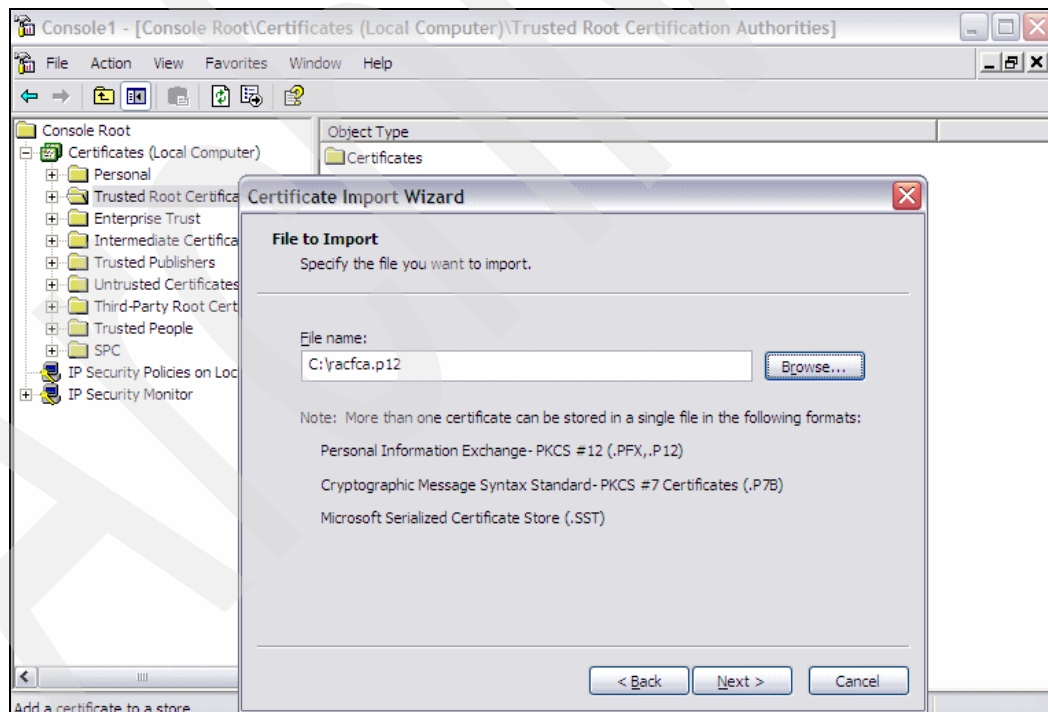 Console1 - [Console Root\Certificates (Local Computer)\Trusted Root Certification Authorities]
File Action View Favorites Window Help
Console Root
Certificates (Local Computer)
Personal
Trusted Root Certifica
Enterprise Trust
Intermediate Certifica
Trusted Publishers
Untrusted Certificates
Third-Party Root Cert
Trusted People
SPC
IP Security Policies on Loc
IP Security Monitor
Object Type
Certificates
Certificate Import Wizard
File to Import
Specify the file you want to import.
File name:
C:\racfca.p12
Browse...
Note: More than one certificate can be stored in a single file in the following formats:
Personal Information Exchange- PKCS #12 (.PFX,.P12)
Cryptographic Message Syntax Standard- PKCS #7 Certificates (.P7B)
Microsoft Serialized Certificate Store (.SST)
< Back Next > Cancel
Add a certificate to a store